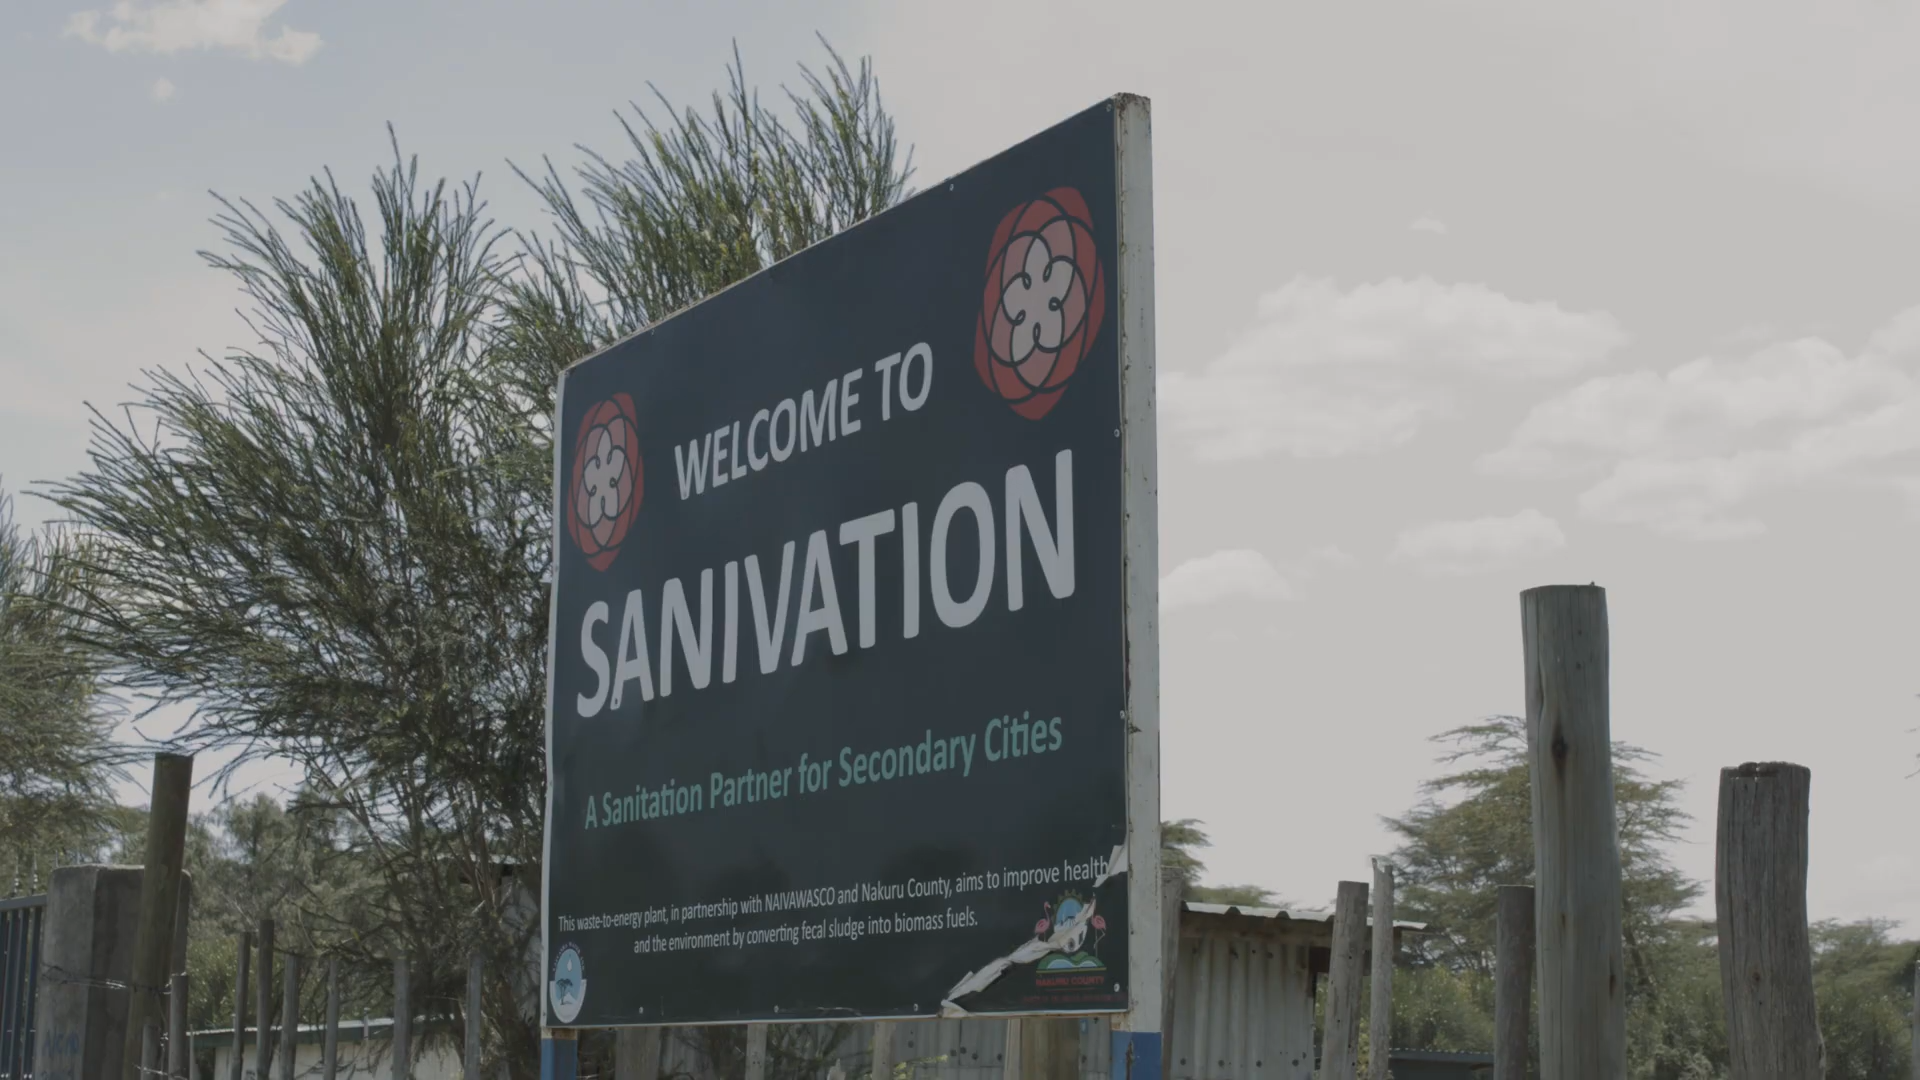 WELCOME TO
SANIVATION
A Sanitation Partner for Secondary Cities
This waste-to-energy plant, in partnership with NAIVAWASCO and Nakuru County, aims to improve health
and the environment by converting fecal sludge into biomass fuels.
NAKURU COUNTY